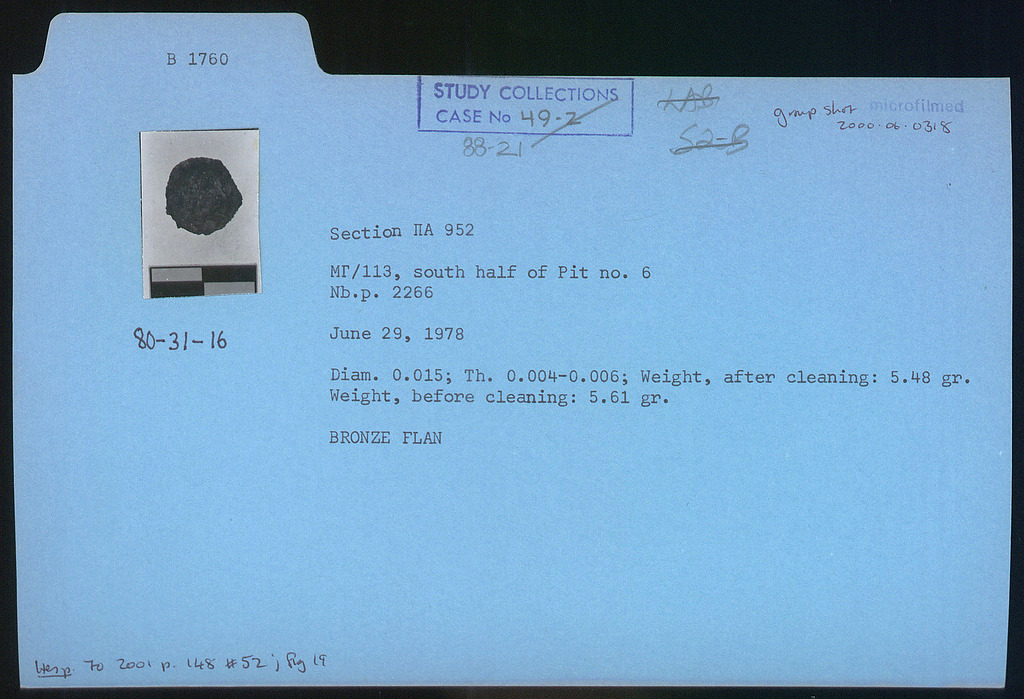 B 1760
STUDY COLLECTIONS
CASE No 49-Z
88-21
LAB
S2-B
group shot microfilmed
2000.06.0318
80-31-16
Section ΠA 952
ΜΓ/113, south half of Pit no. 6
Nb.p. 2266
June 29, 1978
Diam. 0.015; Th. 0.004-0.006; Weight, after cleaning: 5.48 gr.
Weight, before cleaning: 5.61 gr.
BRONZE FLAN
Hesp. 70 2001 p. 148 #52; fig 19